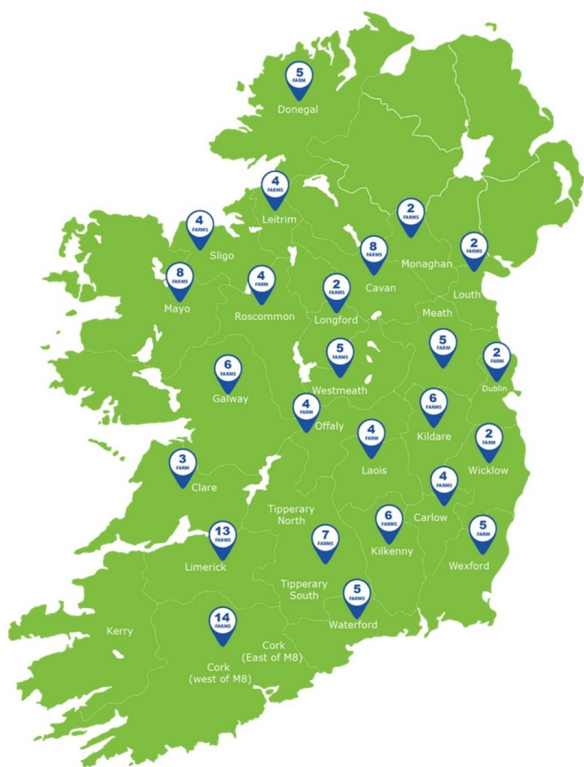 5
FARM
Donegal
4
FARMS
Leitrim
2
FARMS
Monaghan
4
FARMS
Sligo
8
FARMS
Cavan
2
FARMS
Louth
8
FARMS
Mayo
4
FARM
Roscommon
2
FARMS
Longford
Meath
5
FARM
5
FARMS
Westmeath
2
FARMS
Dublin
6
FARMS
Galway
4
FARM
Offaly
6
FARMS
Kildare
4
FARM
Laois
2
FARMS
Wicklow
3
FARM
Clare
4
FARMS
Carlow
Tipperary
North
13
FARMS
Limerick
7
FARMS
Tipperary
South
6
FARMS
Kilkenny
5
FARM
Wexford
5
FARMS
Waterford
14
FARMS
Kerry
Cork
(west of M8)
Cork
(East of M8)